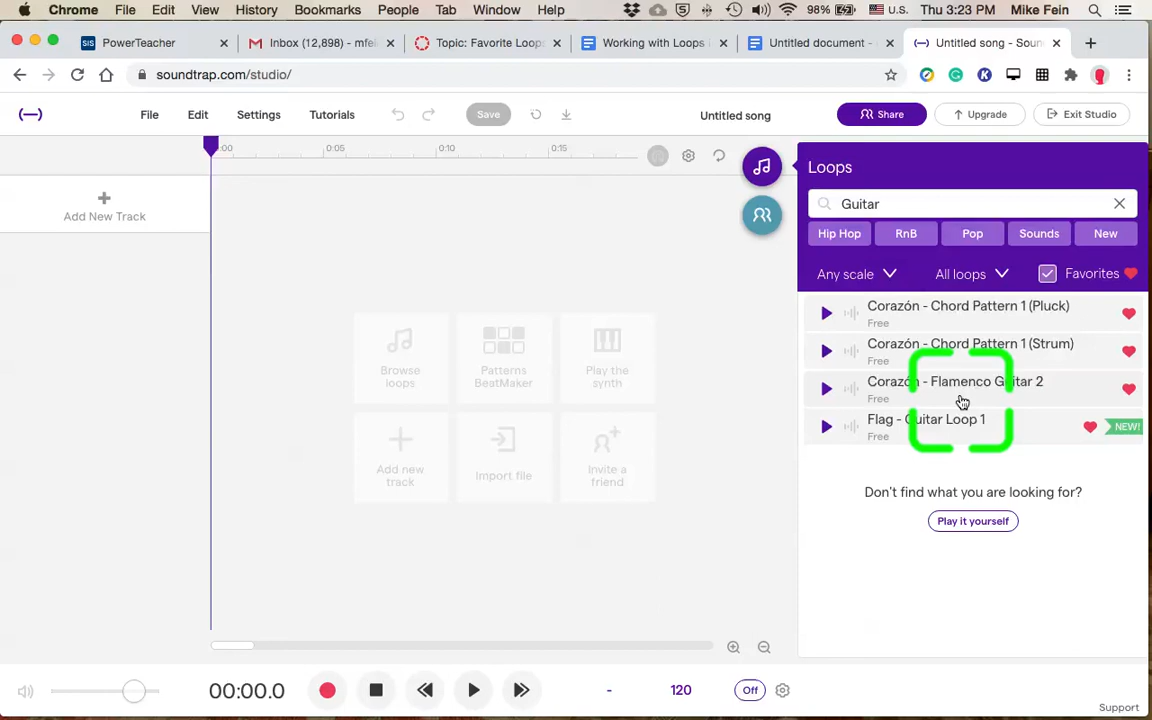 Chrome File Edit View History Bookmarks People Tab Window Help 98% U.S. Thu 3:23 PM Mike Fein
SIS PowerTeacher Inbox (12,898) - mfei Topic: Favorite Loops Working with Loops Untitled document - Untitled song - Soun
soundtrap.com/studio/
File Edit Settings Tutorials Save Untitled song Share Upgrade Exit Studio
:00 0:05 0:10 0:15
Add New Track
Loops
Guitar
Hip Hop RnB Pop Sounds New
Any scale All loops Favorites
Corazón - Chord Pattern 1 (Pluck)
Free
Corazón - Chord Pattern 1 (Strum)
Free
Corazón - Flamenco Guitar 2
Free
Flag - Guitar Loop 1 NEW!
Free
Don't find what you are looking for?
Play it yourself
Browse
loops
Patterns
BeatMaker
Play the
synth
Add new
track
Import file
Invite a
friend
00:00.0 - 120 Off
Support